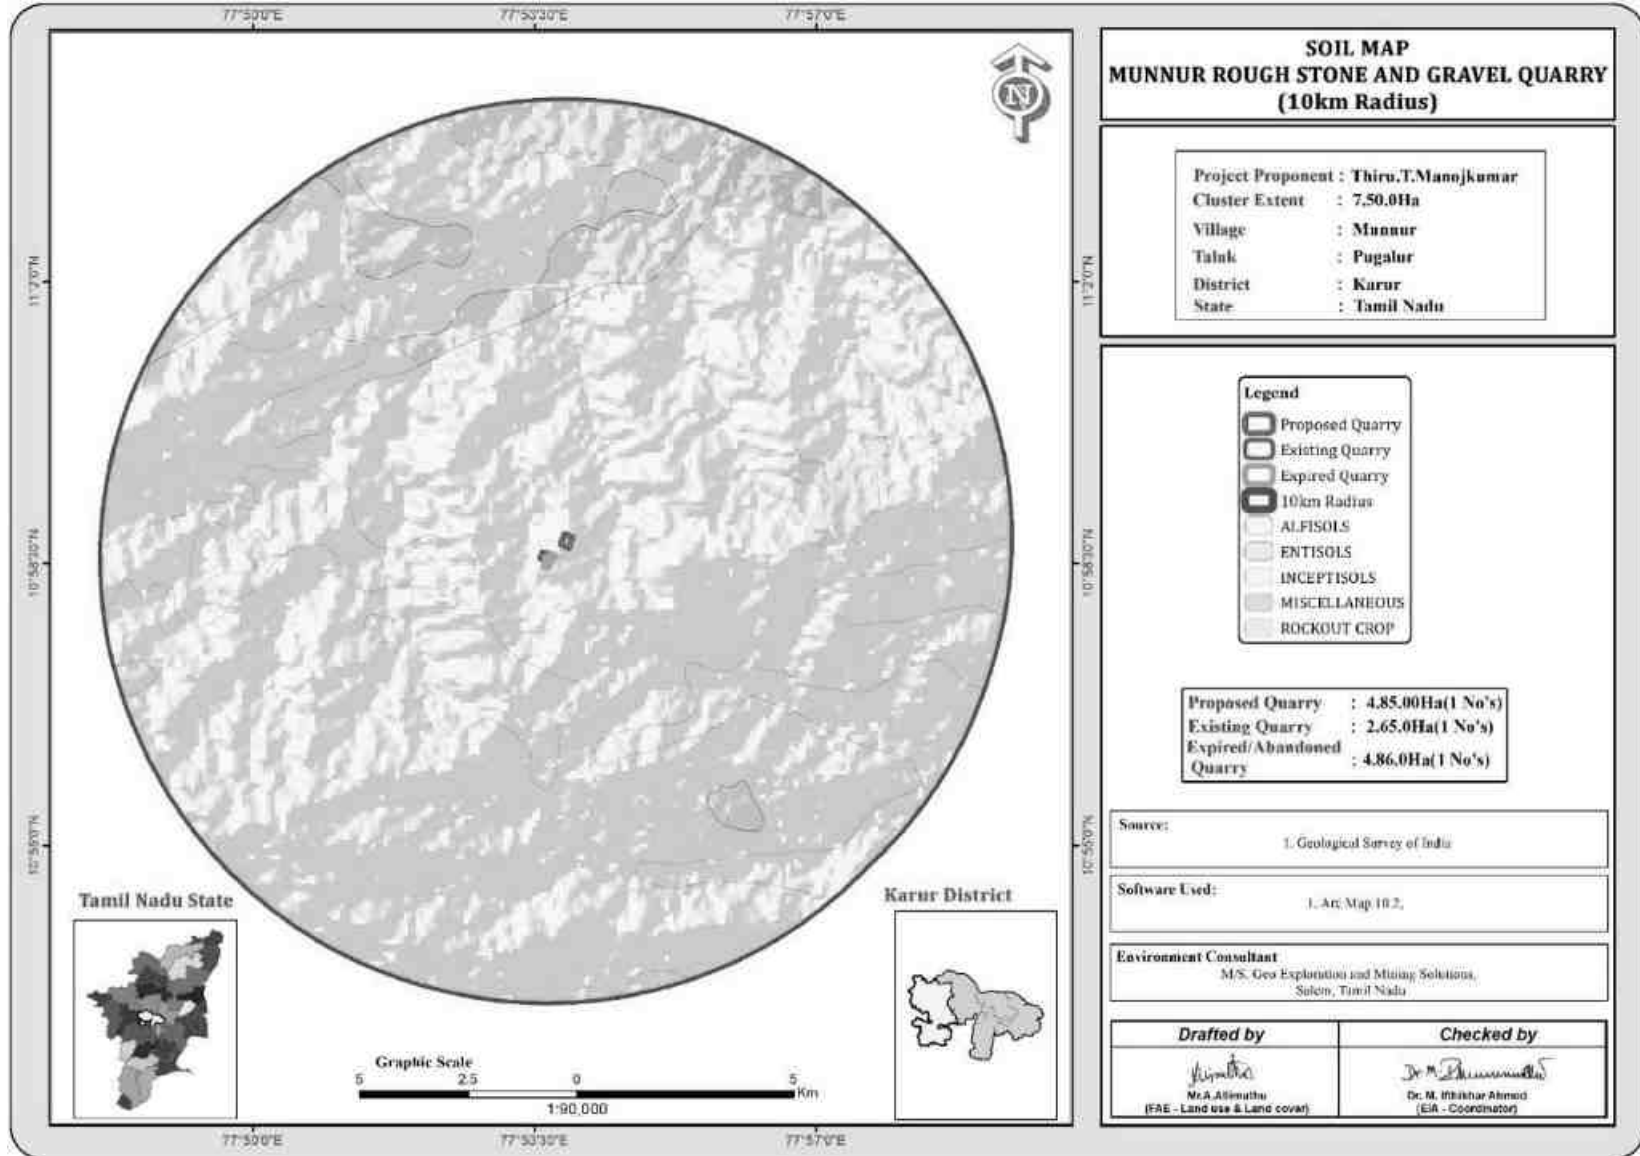 SOIL MAP
MUNNUR ROUGH STONE AND GRAVEL QUARRY
(10km Radius)
Project Proponent : Thiru.T.Manojkumar
Cluster Extent : 7.50.0Ha
Village : Munnur
Taluk : Pugalur
District : Karur
State : Tamil Nadu
77°50'0"E 77°53'30"E 77°57'0"E
N
11°2'0"N 11°2'0"N
10°58'30"N 10°58'30"N
10°55'0"N 10°55'0"N
Legend
Proposed Quarry
Existing Quarry
Expired Quarry
10km Radius
ALFISOLS
ENTISOLS
INCEPTISOLS
MISCELLANEOUS
ROCKOUT CROP
Proposed Quarry : 4.85.00Ha(1 No's)
Existing Quarry : 2.65.0Ha(1 No's)
Expired/Abandoned
Quarry : 4.86.0Ha(1 No's)
Source:
1. Geological Survey of India
Software Used:
1. Arc Map 10.2,
Environment Consultant
M/S. Geo Exploration and Mining Solutions,
Salem, Tamil Nadu
Drafted by Checked by
Mr.A.Allimuthu Dr. M. Ifthikhar Ahmed
(FAE - Land use & Land cover) (EIA - Coordinator)
Tamil Nadu State
Karur District
Graphic Scale
5 2.5 0 5
Km
1:90,000
77°50'0"E 77°53'30"E 77°57'0"E